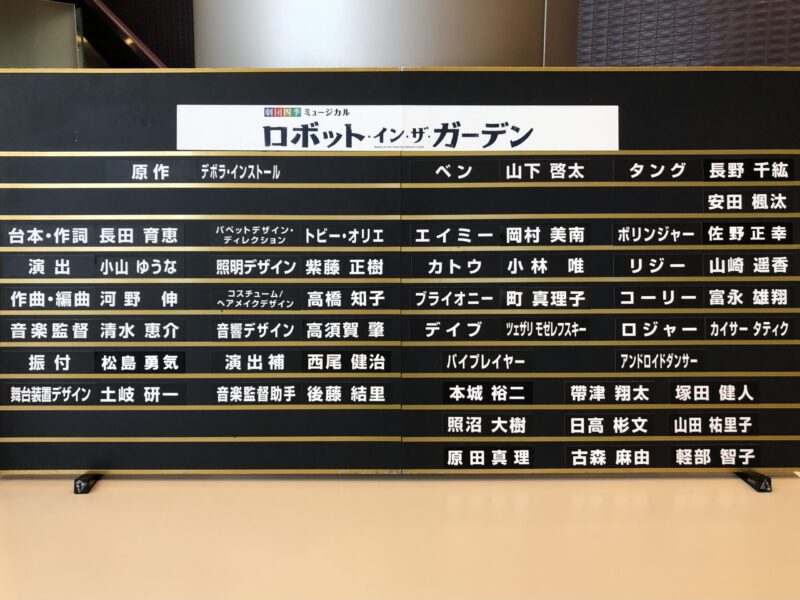 劇団四季 ミュージカル
ロボット・イン・ザ・ガーデン
原作 デボラ・インストール
台本・作詞 長田 育恵 パペットデザイン・ディレクション トビー・オリエ
演出 小山 ゆうな 照明デザイン 紫藤 正樹
作曲・編曲 河野 伸 コスチューム/ヘアメイクデザイン 高橋 知子
音楽監督 清水 恵介 音響デザイン 高須賀 肇
振付 松島 勇気 演出補 西尾 健治
舞台装置デザイン 土岐 研一 音楽監督助手 後藤 結里
ベン 山下 啓太 タング 長野 千紘
安田 楓汰
エイミー 岡村 美南 ボリンジャー 佐野 正幸
カトウ 小林 唯 リジー 山崎 遥香
ブライオニー 町 真理子 コーリー 富永 雄翔
デイブ ツェザリ モゼレフスキー ロジャー カイサー タティク
バイプレイヤー アンドロイドダンサー
本城 裕二 帶津 翔太 塚田 健人
照沼 大樹 日高 彬文 山田 祐里子
原田 真理 古森 麻由 軽部 智子